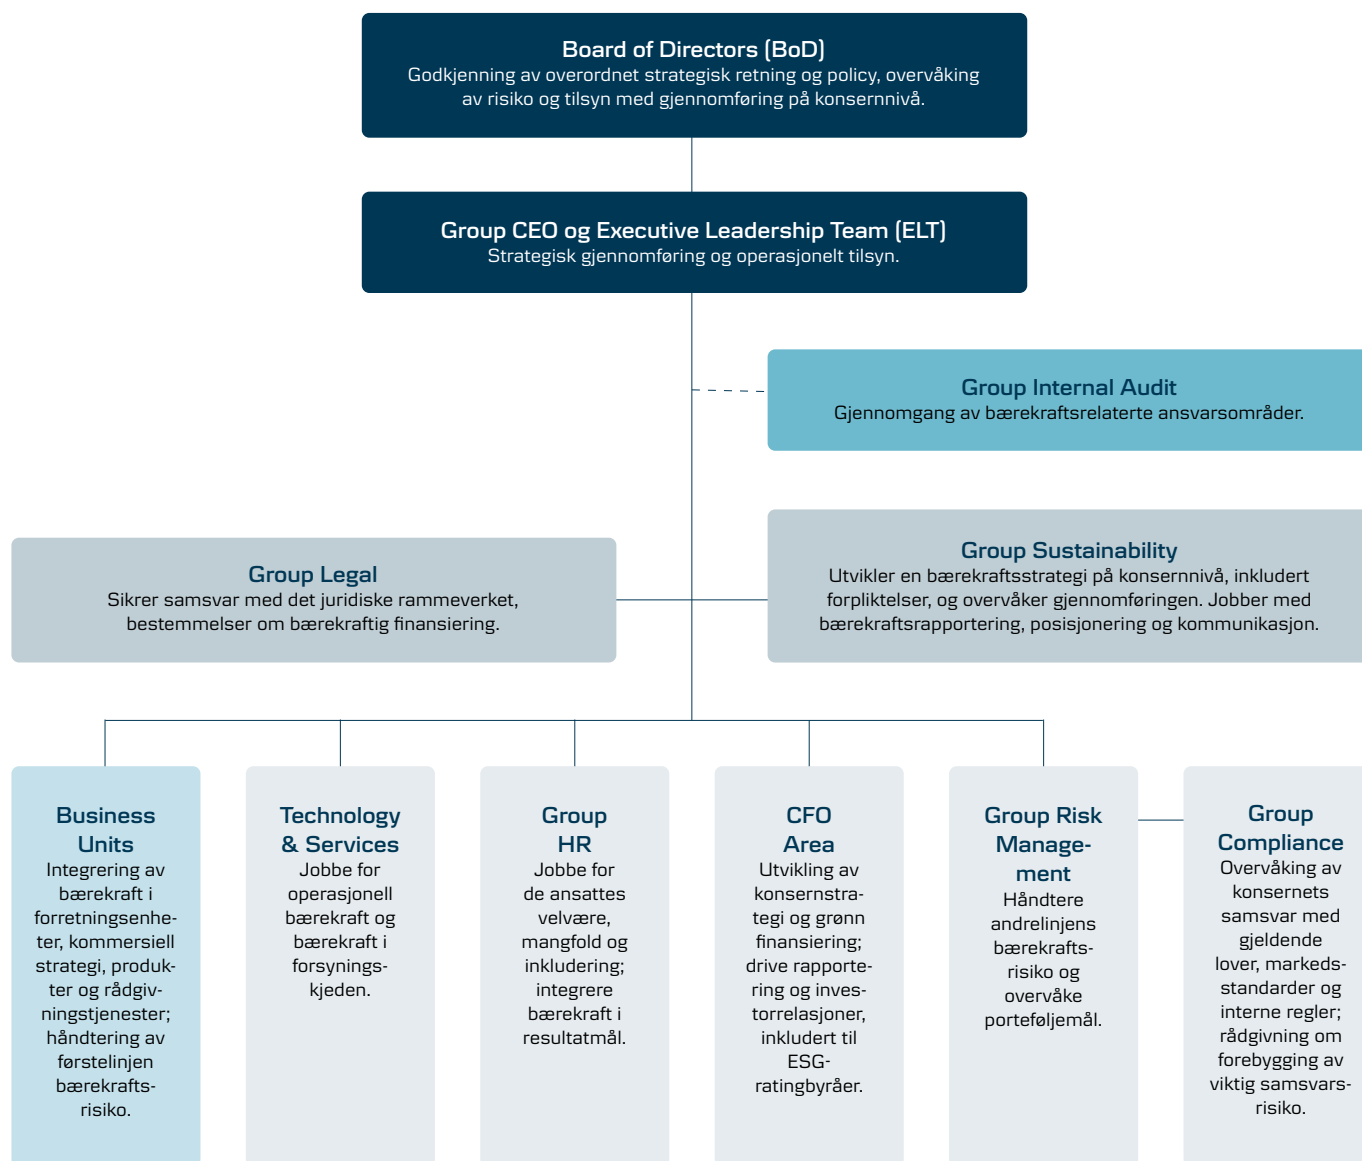 Board of Directors (BoD)
Godkjenning av overordnet strategisk retning og policy, overvåking
av risiko og tilsyn med gjennomføring på konsernnivå.
Group CEO og Executive Leadership Team (ELT)
Strategisk gjennomføring og operasjonelt tilsyn.
Group Internal Audit
Gjennomgang av bærekraftsrelaterte ansvarsområder.
Group Legal
Sikrer samsvar med det juridiske rammeverket,
bestemmelser om bærekraftig finansiering.
Group Sustainability
Utvikler en bærekraftsstrategi på konsernnivå, inkludert
forpliktelser, og overvåker gjennomføringen. Jobber med
bærekraftsrapportering, posisjonering og kommunikasjon.
Business
Units
Integrering av
bærekraft i
forretningsenhe-
ter, kommersiell
strategi, produk-
ter og rådgiv-
ningstjenester;
håndtering av
førstelinjen
bærekrafts-
risiko.
Technology
& Services
Jobbe for
operasjonell
bærekraft og
bærekraft i
forsynings-
kjeden.
Group
HR
Jobbe for
de ansattes
velvære,
mangfold og
inkludering;
integrere
bærekraft i
resultatmål.
CFO
Area
Utvikling av
konsernstra-
tegi og grønn
finansiering;
drive rapporte-
ring og inves-
torrelasjoner,
inkludert til
ESG-
ratingbyråer.
Group Risk
Manage-
ment
Håndtere
andrelinjens
bærekrafts-
risiko og
overvåke
porteføljemål.
Group
Compliance
Overvåking av
konsernets
samsvar med
gjeldende
lover, markeds-
standarder og
interne regler;
rådgivning om
forebygging av
viktig samsvars-
risiko.